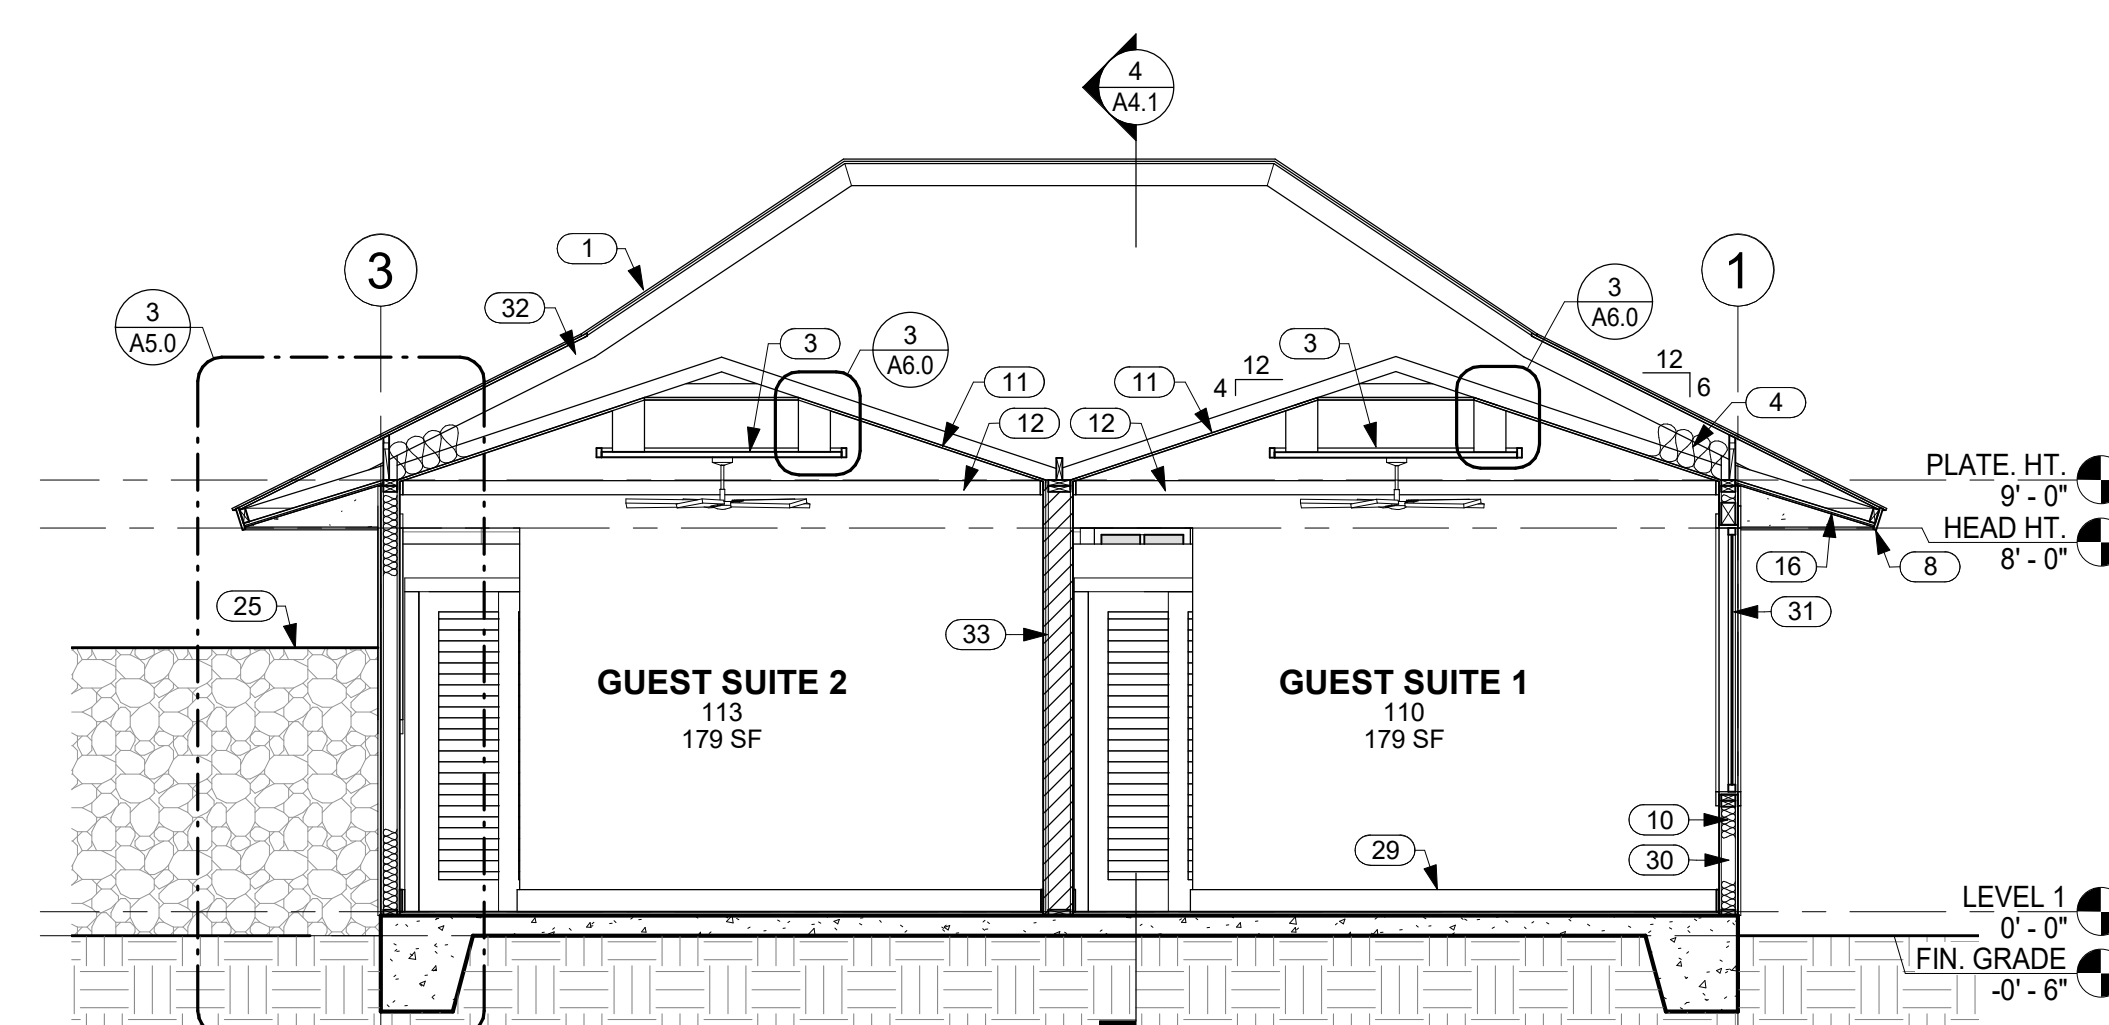 4
A4.1
1
3
1
32
3
A5.0
3
A6.0
3
3
A6.0
3
12
4
12
6
11
11
4
12
12
PLATE. HT.
9' - 0"
HEAD HT.
8' - 0"
16
8
25
31
33
GUEST SUITE 2
113
179 SF
GUEST SUITE 1
110
179 SF
10
29
30
LEVEL 1
0' - 0"
FIN. GRADE
-0' - 6"